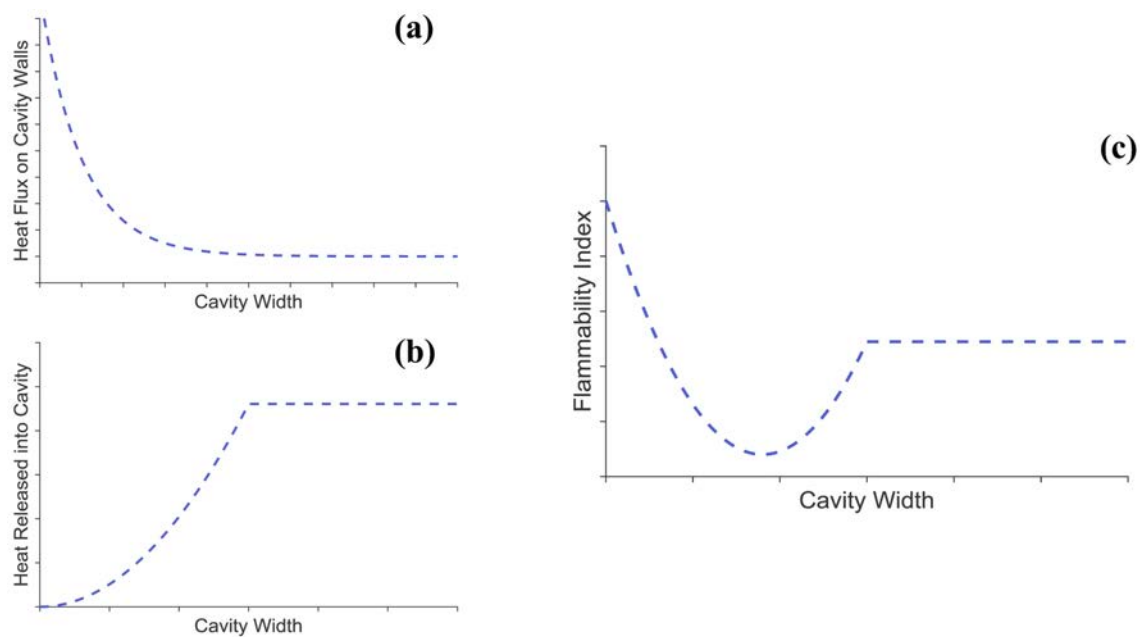 (a)
Heat Flux on Cavity Walls
Cavity Width
(b)
Heat Released into Cavity
Cavity Width
(c)
Flammability Index
Cavity Width